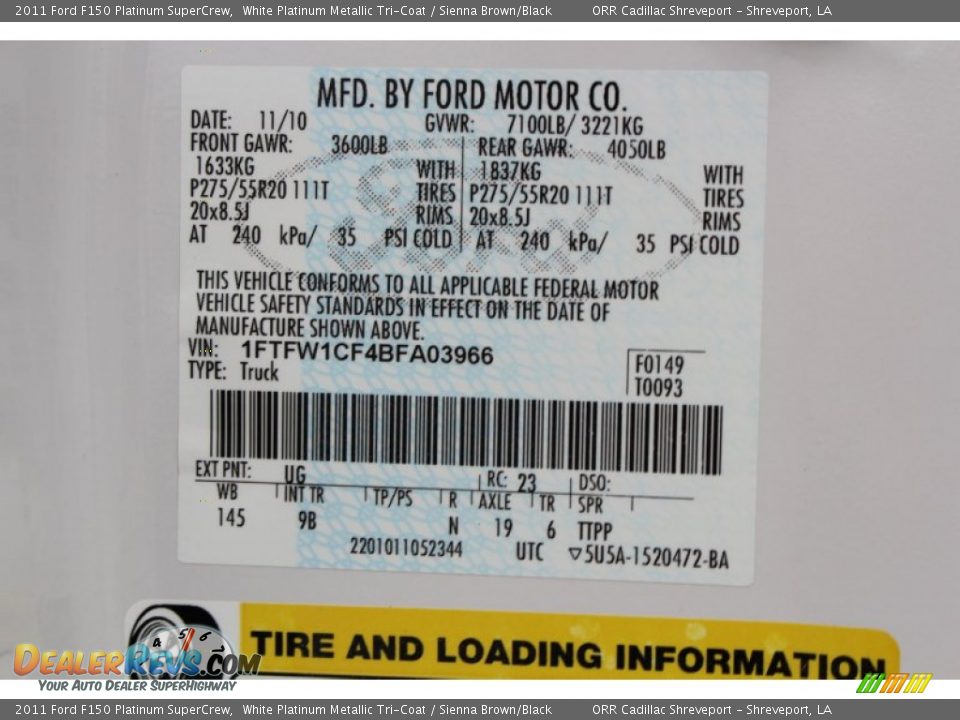 2011 Ford F150 Platinum SuperCrew, White Platinum Metallic Tri-Coat / Sienna Brown/Black ORR Cadillac Shreveport - Shreveport, LA
MFD. BY FORD MOTOR CO.
DATE: 11/10 GVWR: 7100LB/ 3221KG
FRONT GAWR: 3600LB REAR GAWR: 4050LB
1633KG WITH 1837KG WITH
P275/55R20 111T TIRES P275/55R20 111T TIRES
20x8.5J RIMS 20x8.5J RIMS
AT 240 kPa/ 35 PSI COLD AT 240 kPa/ 35 PSI COLD
THIS VEHICLE CONFORMS TO ALL APPLICABLE FEDERAL MOTOR
VEHICLE SAFETY STANDARDS IN EFFECT ON THE DATE OF
MANUFACTURE SHOWN ABOVE.
VIN: 1FTFW1CF4BFA03966
TYPE: Truck
F0149
T0093
EXT PNT: UG RC: 23 DSO:
WB INT TR TP/PS R AXLE TR SPR
145 9B N 19 6 TTPP
2201011052344 UTC ▽5U5A-1520472-BA
TIRE AND LOADING INFORMATION
4 5 6
DEALERREVS.COM
YOUR AUTO DEALER SUPERHIGHWAY
2011 Ford F150 Platinum SuperCrew, White Platinum Metallic Tri-Coat / Sienna Brown/Black ORR Cadillac Shreveport - Shreveport, LA